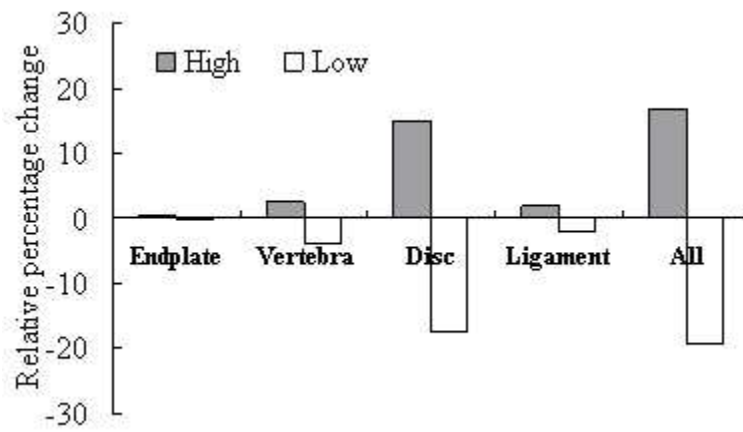 Relative percentage change
30
20
10
0
-10
-20
-30
High Low
Endplate Vertebra Disc Ligament All